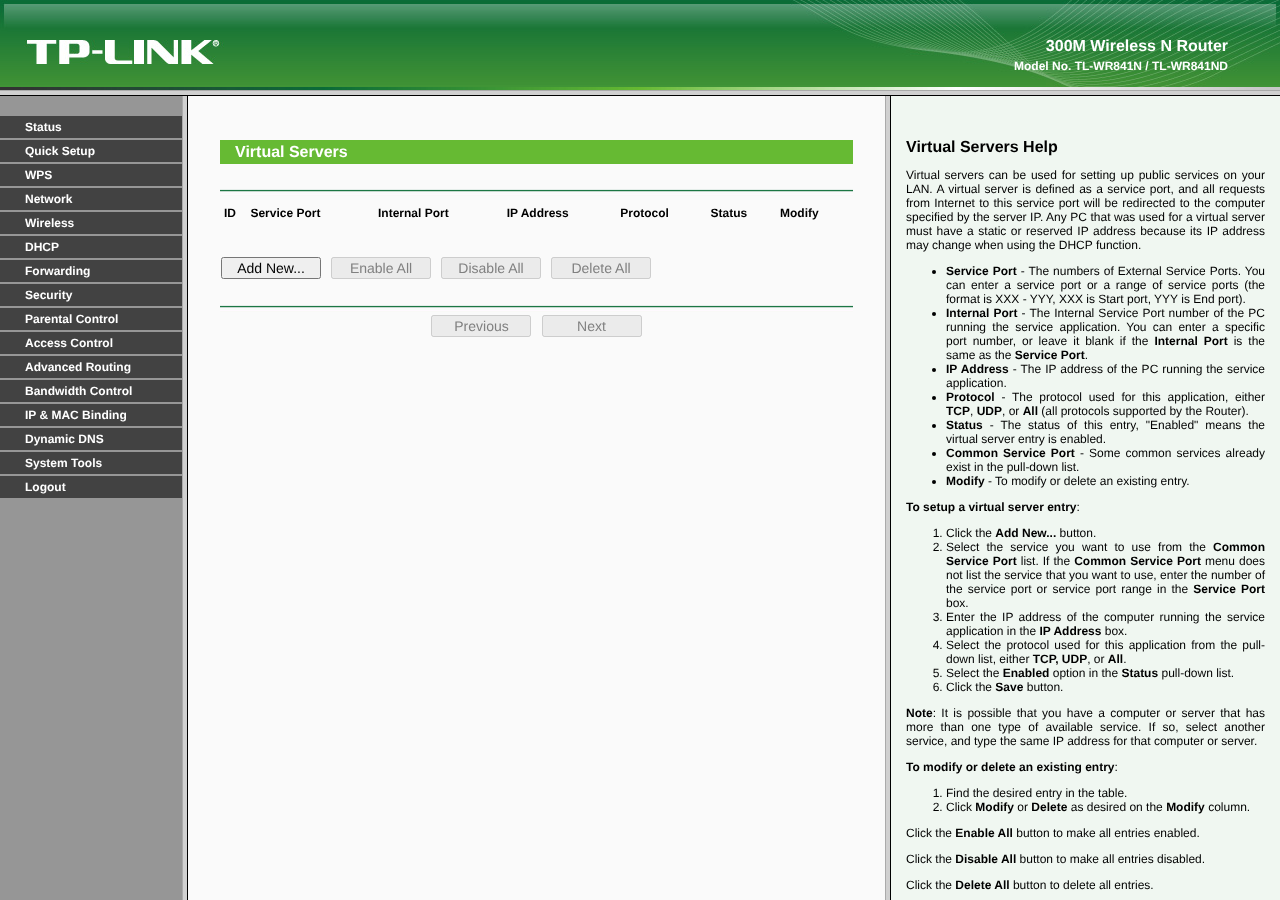 TP-LINK®
300M Wireless N Router
Model No. TL-WR841N / TL-WR841ND
Status
Quick Setup
WPS
Network
Wireless
DHCP
Forwarding
Security
Parental Control
Access Control
Advanced Routing
Bandwidth Control
IP & MAC Binding
Dynamic DNS
System Tools
Logout
Virtual Servers
ID Service Port Internal Port IP Address Protocol Status Modify
Add New... Enable All Disable All Delete All
Previous Next
Virtual Servers Help
Virtual servers can be used for setting up public services on your
LAN. A virtual server is defined as a service port, and all requests
from Internet to this service port will be redirected to the computer
specified by the server IP. Any PC that was used for a virtual server
must have a static or reserved IP address because its IP address
may change when using the DHCP function.
• Service Port - The numbers of External Service Ports. You
can enter a service port or a range of service ports (the
format is XXX - YYY, XXX is Start port, YYY is End port).
• Internal Port - The Internal Service Port number of the PC
running the service application. You can enter a specific
port number, or leave it blank if the Internal Port is the
same as the Service Port.
• IP Address - The IP address of the PC running the service
application.
• Protocol - The protocol used for this application, either
TCP, UDP, or All (all protocols supported by the Router).
• Status - The status of this entry, "Enabled" means the
virtual server entry is enabled.
• Common Service Port - Some common services already
exist in the pull-down list.
• Modify - To modify or delete an existing entry.
To setup a virtual server entry:
1. Click the Add New... button.
2. Select the service you want to use from the Common
Service Port list. If the Common Service Port menu does
not list the service that you want to use, enter the number of
the service port or service port range in the Service Port
box.
3. Enter the IP address of the computer running the service
application in the IP Address box.
4. Select the protocol used for this application from the pull-
down list, either TCP, UDP, or All.
5. Select the Enabled option in the Status pull-down list.
6. Click the Save button.
Note: It is possible that you have a computer or server that has
more than one type of available service. If so, select another
service, and type the same IP address for that computer or server.
To modify or delete an existing entry:
1. Find the desired entry in the table.
2. Click Modify or Delete as desired on the Modify column.
Click the Enable All button to make all entries enabled.
Click the Disable All button to make all entries disabled.
Click the Delete All button to delete all entries.